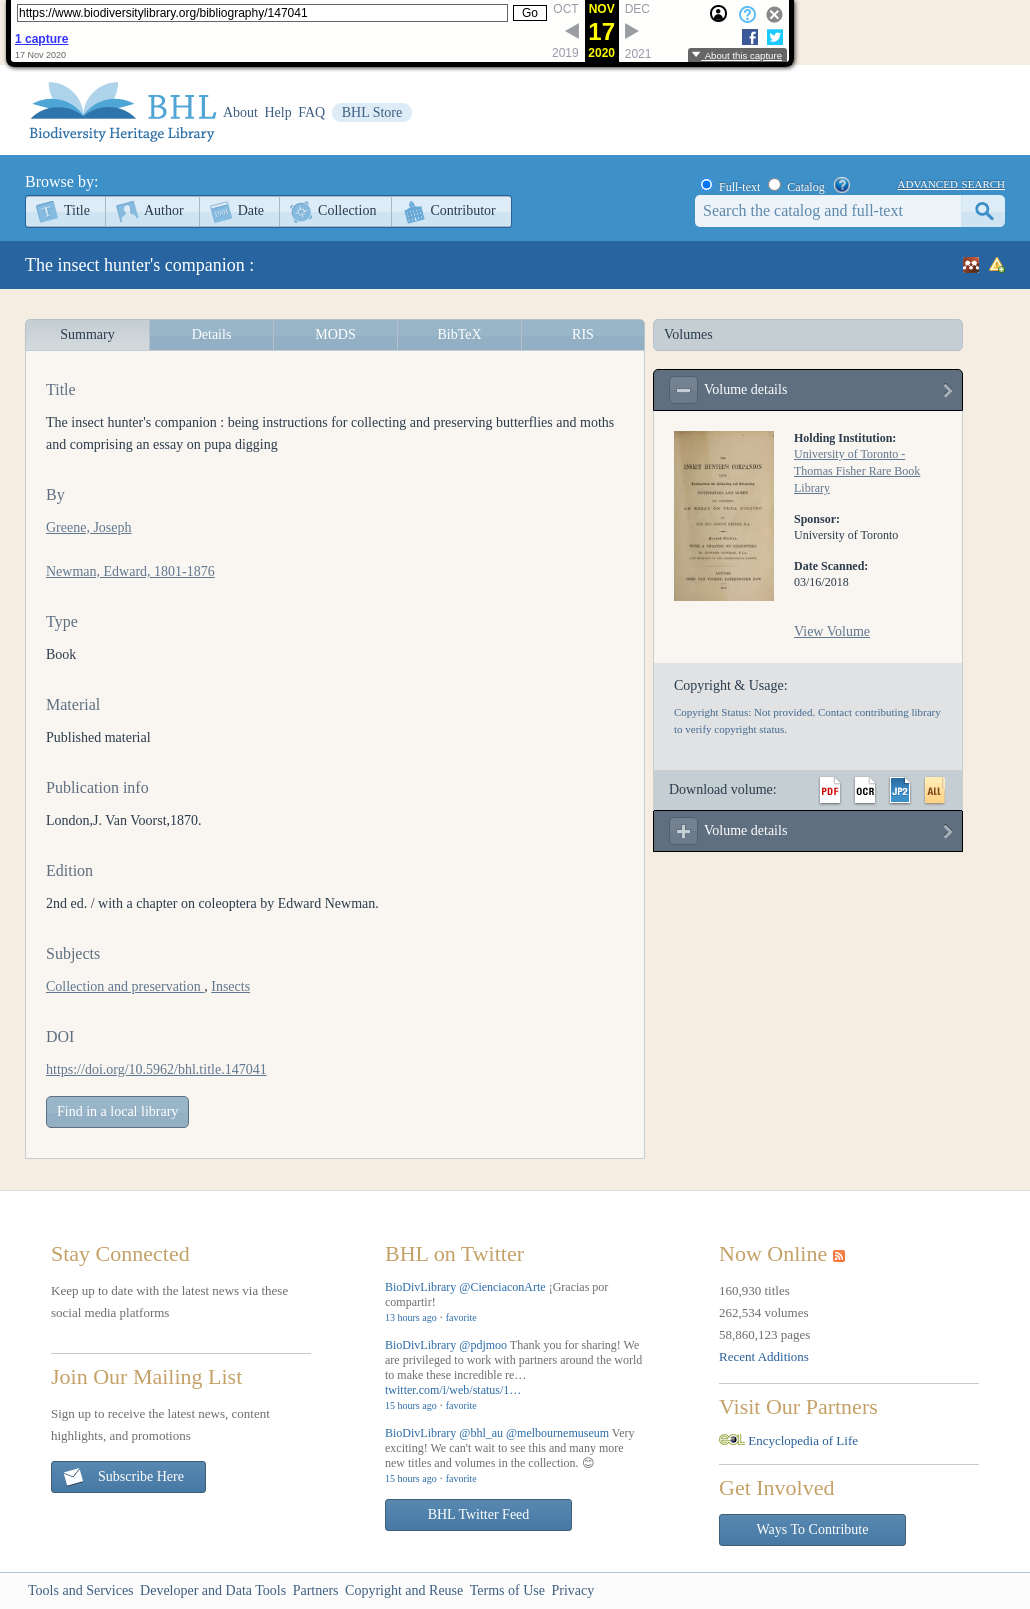 https://www.biodiversitylibrary.org/bibliography/147041 Go OCT NOV DEC
17
1 capture
17 Nov 2020
2019 2020 2021
About this capture
BHL
Biodiversity Heritage Library
About Help FAQ BHL Store
Browse by:
Title Author Date Collection Contributor
Full-text Catalog ? ADVANCED SEARCH
Search the catalog and full-text
The insect hunter's companion :
Summary Details MODS BibTeX RIS
Title
The insect hunter's companion : being instructions for collecting and preserving butterflies and moths
and comprising an essay on pupa digging
By
Greene, Joseph
Newman, Edward, 1801-1876
Type
Book
Material
Published material
Publication info
London,J. Van Voorst,1870.
Edition
2nd ed. / with a chapter on coleoptera by Edward Newman.
Subjects
Collection and preservation , Insects
DOI
https://doi.org/10.5962/bhl.title.147041
Find in a local library
Volumes
Volume details
INSECT HUNTER'S COMPANION
Holding Institution:
University of Toronto -
Thomas Fisher Rare Book
Library
Sponsor:
University of Toronto
Date Scanned:
03/16/2018
View Volume
Copyright & Usage:
Copyright Status: Not provided. Contact contributing library
to verify copyright status.
Download volume: PDF OCR JP2 ALL
Volume details
Stay Connected
Keep up to date with the latest news via these
social media platforms
Join Our Mailing List
Sign up to receive the latest news, content
highlights, and promotions
Subscribe Here
BHL on Twitter
BioDivLibrary @CienciaconArte ¡Gracias por
compartir!
13 hours ago · favorite
BioDivLibrary @pdjmoo Thank you for sharing! We
are privileged to work with partners around the world
to make these incredible re…
twitter.com/i/web/status/1…
15 hours ago · favorite
BioDivLibrary @bhl_au @melbournemuseum Very
exciting! We can't wait to see this and many more
new titles and volumes in the collection. 😊
15 hours ago · favorite
BHL Twitter Feed
Now Online
160,930 titles
262,534 volumes
58,860,123 pages
Recent Additions
Visit Our Partners
Encyclopedia of Life
Get Involved
Ways To Contribute
Tools and Services Developer and Data Tools Partners Copyright and Reuse Terms of Use Privacy